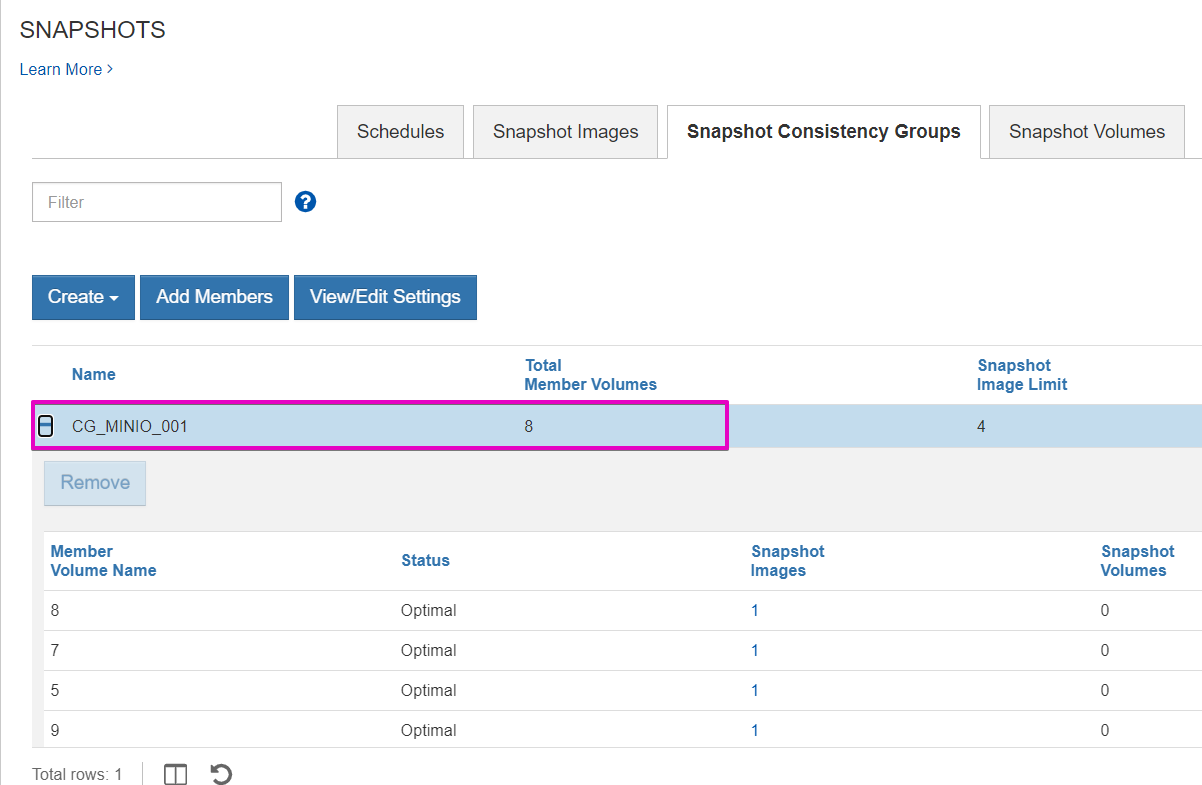 SNAPSHOTS
Learn More >
Schedules Snapshot Images Snapshot Consistency Groups Snapshot Volumes
Filter ?
Create Add Members View/Edit Settings
Name Total Member Volumes Snapshot Image Limit
CG_MINIO_001 8 4
Remove
Member Volume Name Status Snapshot Images Snapshot Volumes
8 Optimal 1 0
7 Optimal 1 0
5 Optimal 1 0
9 Optimal 1 0
Total rows: 1